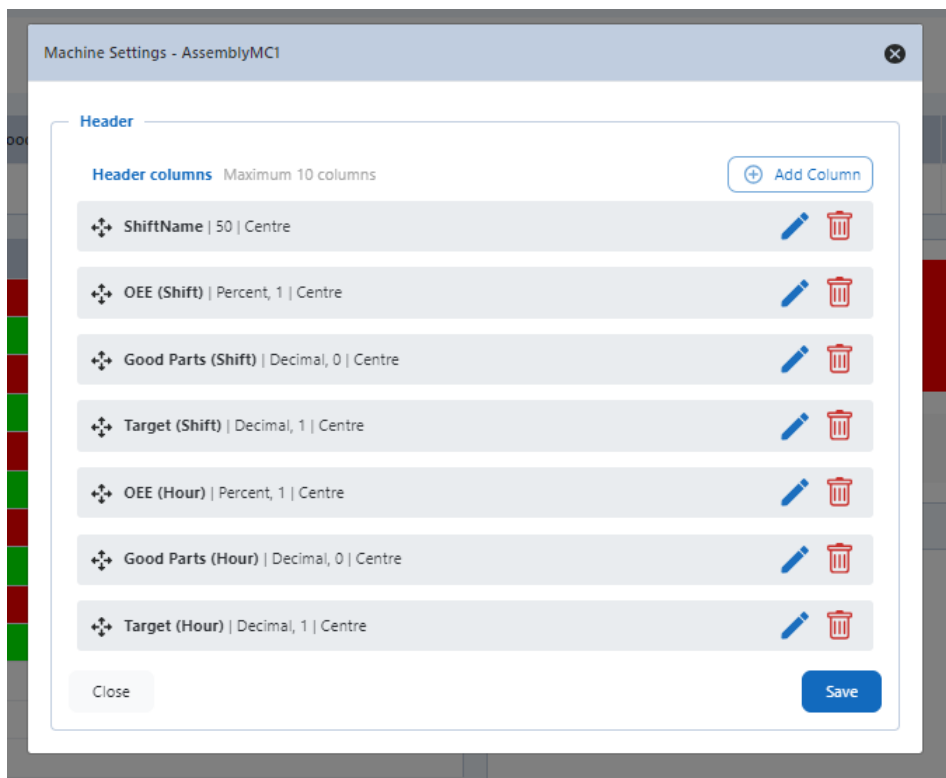 Machine Settings - AssemblyMC1
Header
Header columns Maximum 10 columns
Add Column
ShiftName | 50 | Centre
OEE (Shift) | Percent, 1 | Centre
Good Parts (Shift) | Decimal, 0 | Centre
Target (Shift) | Decimal, 1 | Centre
OEE (Hour) | Percent, 1 | Centre
Good Parts (Hour) | Decimal, 0 | Centre
Target (Hour) | Decimal, 1 | Centre
Close
Save